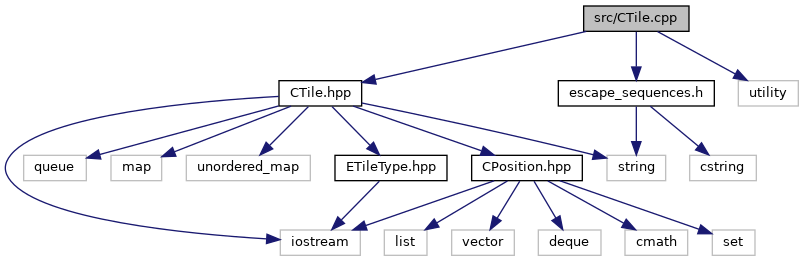 src/CTile.cpp
CTile.hpp
escape_sequences.h
utility
queue
map
unordered_map
ETileType.hpp
CPosition.hpp
string
cstring
iostream
list
vector
deque
cmath
set